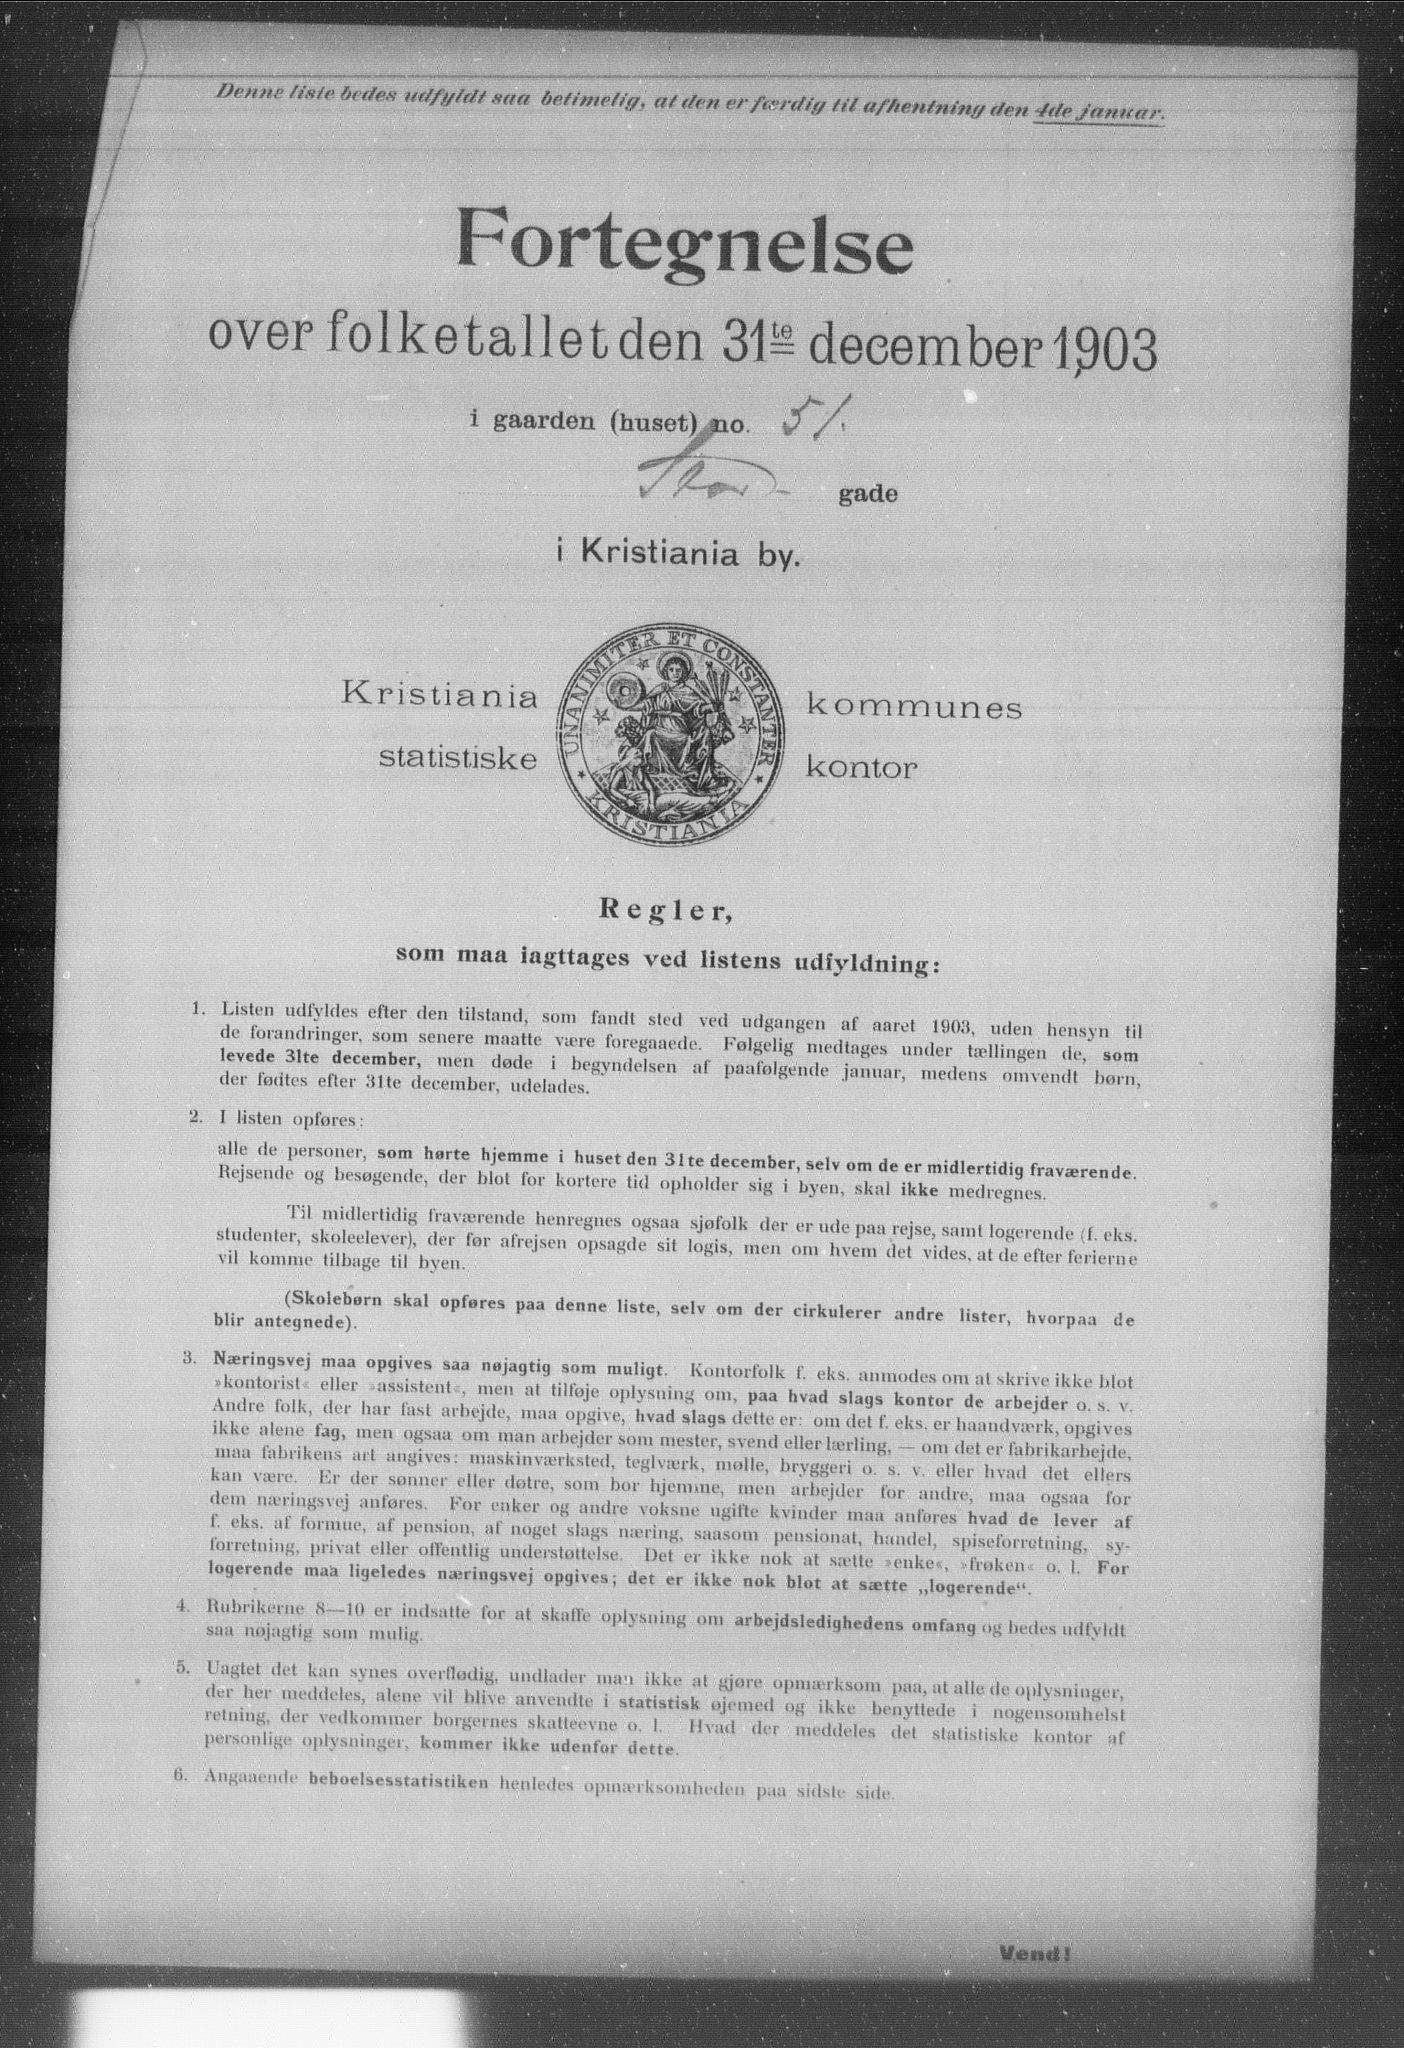 Denne liste bedes udfyldt saa betimelig, at den er færdig til afhentning den 4de januar.
Fortegnelse
over folketallet den 31te december 1903
i gaarden (huset) no. 51.
Stor- gade
i Kristiania by.
Kristiania kommunes
statistiske kontor
UNANIMITER ET CONSTANTER
KRISTIANIA
Regler,
som maa iagttages ved listens udfyldning:
1. Listen udfyldes efter den tilstand, som fandt sted ved udgangen af aaret 1903, uden hensyn til
de forandringer, som senere maatte være foregaaede. Følgelig medtages under tællingen de, som
levede 31te december, men døde i begyndelsen af paafølgende januar, medens omvendt børn,
der fødtes efter 31te december, udelades.
2. I listen opføres:
alle de personer, som hørte hjemme i huset den 31te december, selv om de er midlertidig fraværende.
Rejsende og besøgende, der blot for kortere tid opholder sig i byen, skal ikke medregnes.
Til midlertidig fraværende henregnes ogsaa sjøfolk der er ude paa rejse, samt logerende (f. eks.
studenter, skoleelever), der før afrejsen opsagde sit logis, men om hvem det vides, at de efter ferierne
vil komme tilbage til byen.
(Skolebørn skal opføres paa denne liste, selv om der cirkulerer andre lister, hvorpaa de
blir antegnede).
3. Næringsvej maa opgives saa nøjagtig som muligt. Kontorfolk f. eks. anmodes om at skrive ikke blot
»kontorist« eller »assistent«, men at tilføje oplysning om, paa hvad slags kontor de arbejder o. s. v.
Andre folk, der har fast arbejde, maa opgive, hvad slags dette er: om det f. eks. er haandværk, opgives
ikke alene fag, men ogsaa om man arbejder som mester, svend eller lærling, — om det er fabrikarbejde,
maa fabrikens art angives: maskinværksted, teglværk, mølle, bryggeri o. s. v. eller hvad det ellers
kan være. Er der sønner eller døtre, som bor hjemme, men arbejder for andre, maa ogsaa for
dem næringsvej anføres. For enker og andre voksne ugifte kvinder maa anføres hvad de lever af
f. eks. af formue, af pension, af noget slags næring, saasom pensionat, handel, spiseforretning, sy-
forretning, privat eller offentlig understøttelse. Det er ikke nok at sætte »enke«, »frøken« o. l. For
logerende maa ligeledes næringsvej opgives; det er ikke nok blot at sætte „logerende“.
4. Rubrikerne 8—10 er indsatte for at skaffe oplysning om arbejdsledighedens omfang og bedes udfyldt
saa nøjagtig som mulig.
5. Uagtet det kan synes overflødig, undlader man ikke at gjøre opmærksom paa, at alle de oplysninger,
der her meddeles, alene vil blive anvendte i statistisk øjemed og ikke benyttede i nogensomhelst
retning, der vedkommer borgernes skatteevne o. l. Hvad der meddeles det statistiske kontor af
personlige oplysninger, kommer ikke udenfor dette.
6. Angaaende beboelsesstatistiken henledes opmærksomheden paa sidste side.
Vend!